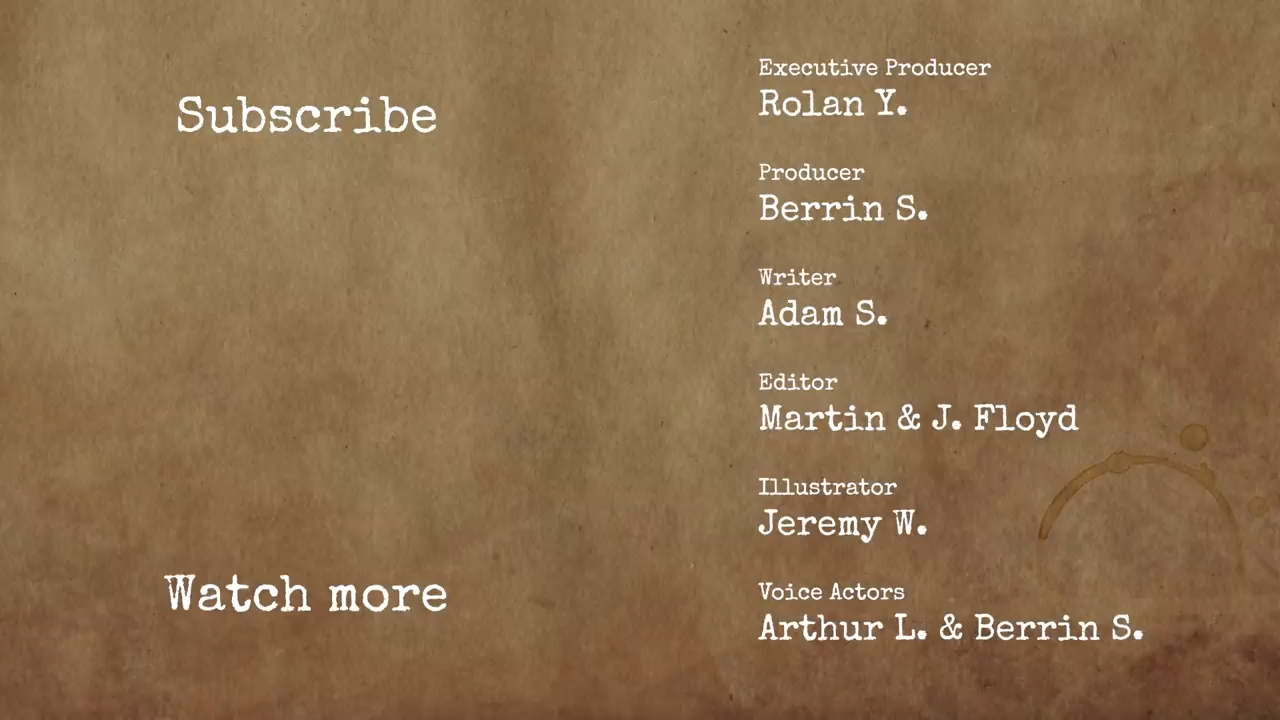 Subscribe
Watch more
Executive Producer
Rolan Y.
Producer
Berrin S.
Writer
Adam S.
Editor
Martin & J. Floyd
Illustrator
Jeremy W.
Voice Actors
Arthur L. & Berrin S.